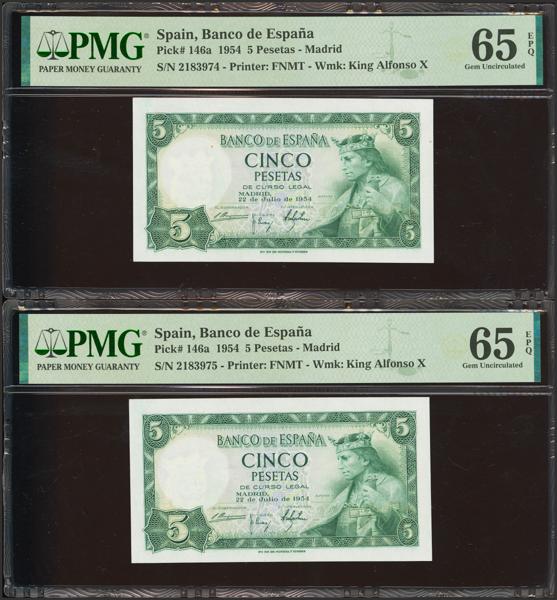 PMG®
PAPER MONEY GUARANTY
Spain, Banco de España
Pick# 146a 1954 5 Pesetas - Madrid
S/N 2183974 - Printer: FNMT - Wmk: King Alfonso X
65 EPQ
Gem Uncirculated
5 5
BANCO DE ESPAÑA
CINCO
PESETAS
DE CURSO LEGAL
MADRID,
22 de Julio de 1954
EL GOBERNADOR
5 5
PMG®
PAPER MONEY GUARANTY
Spain, Banco de España
Pick# 146a 1954 5 Pesetas - Madrid
S/N 2183975 - Printer: FNMT - Wmk: King Alfonso X
65 EPQ
Gem Uncirculated
5 5
BANCO DE ESPAÑA
CINCO
PESETAS
DE CURSO LEGAL
MADRID,
22 de Julio de 1954
5 5